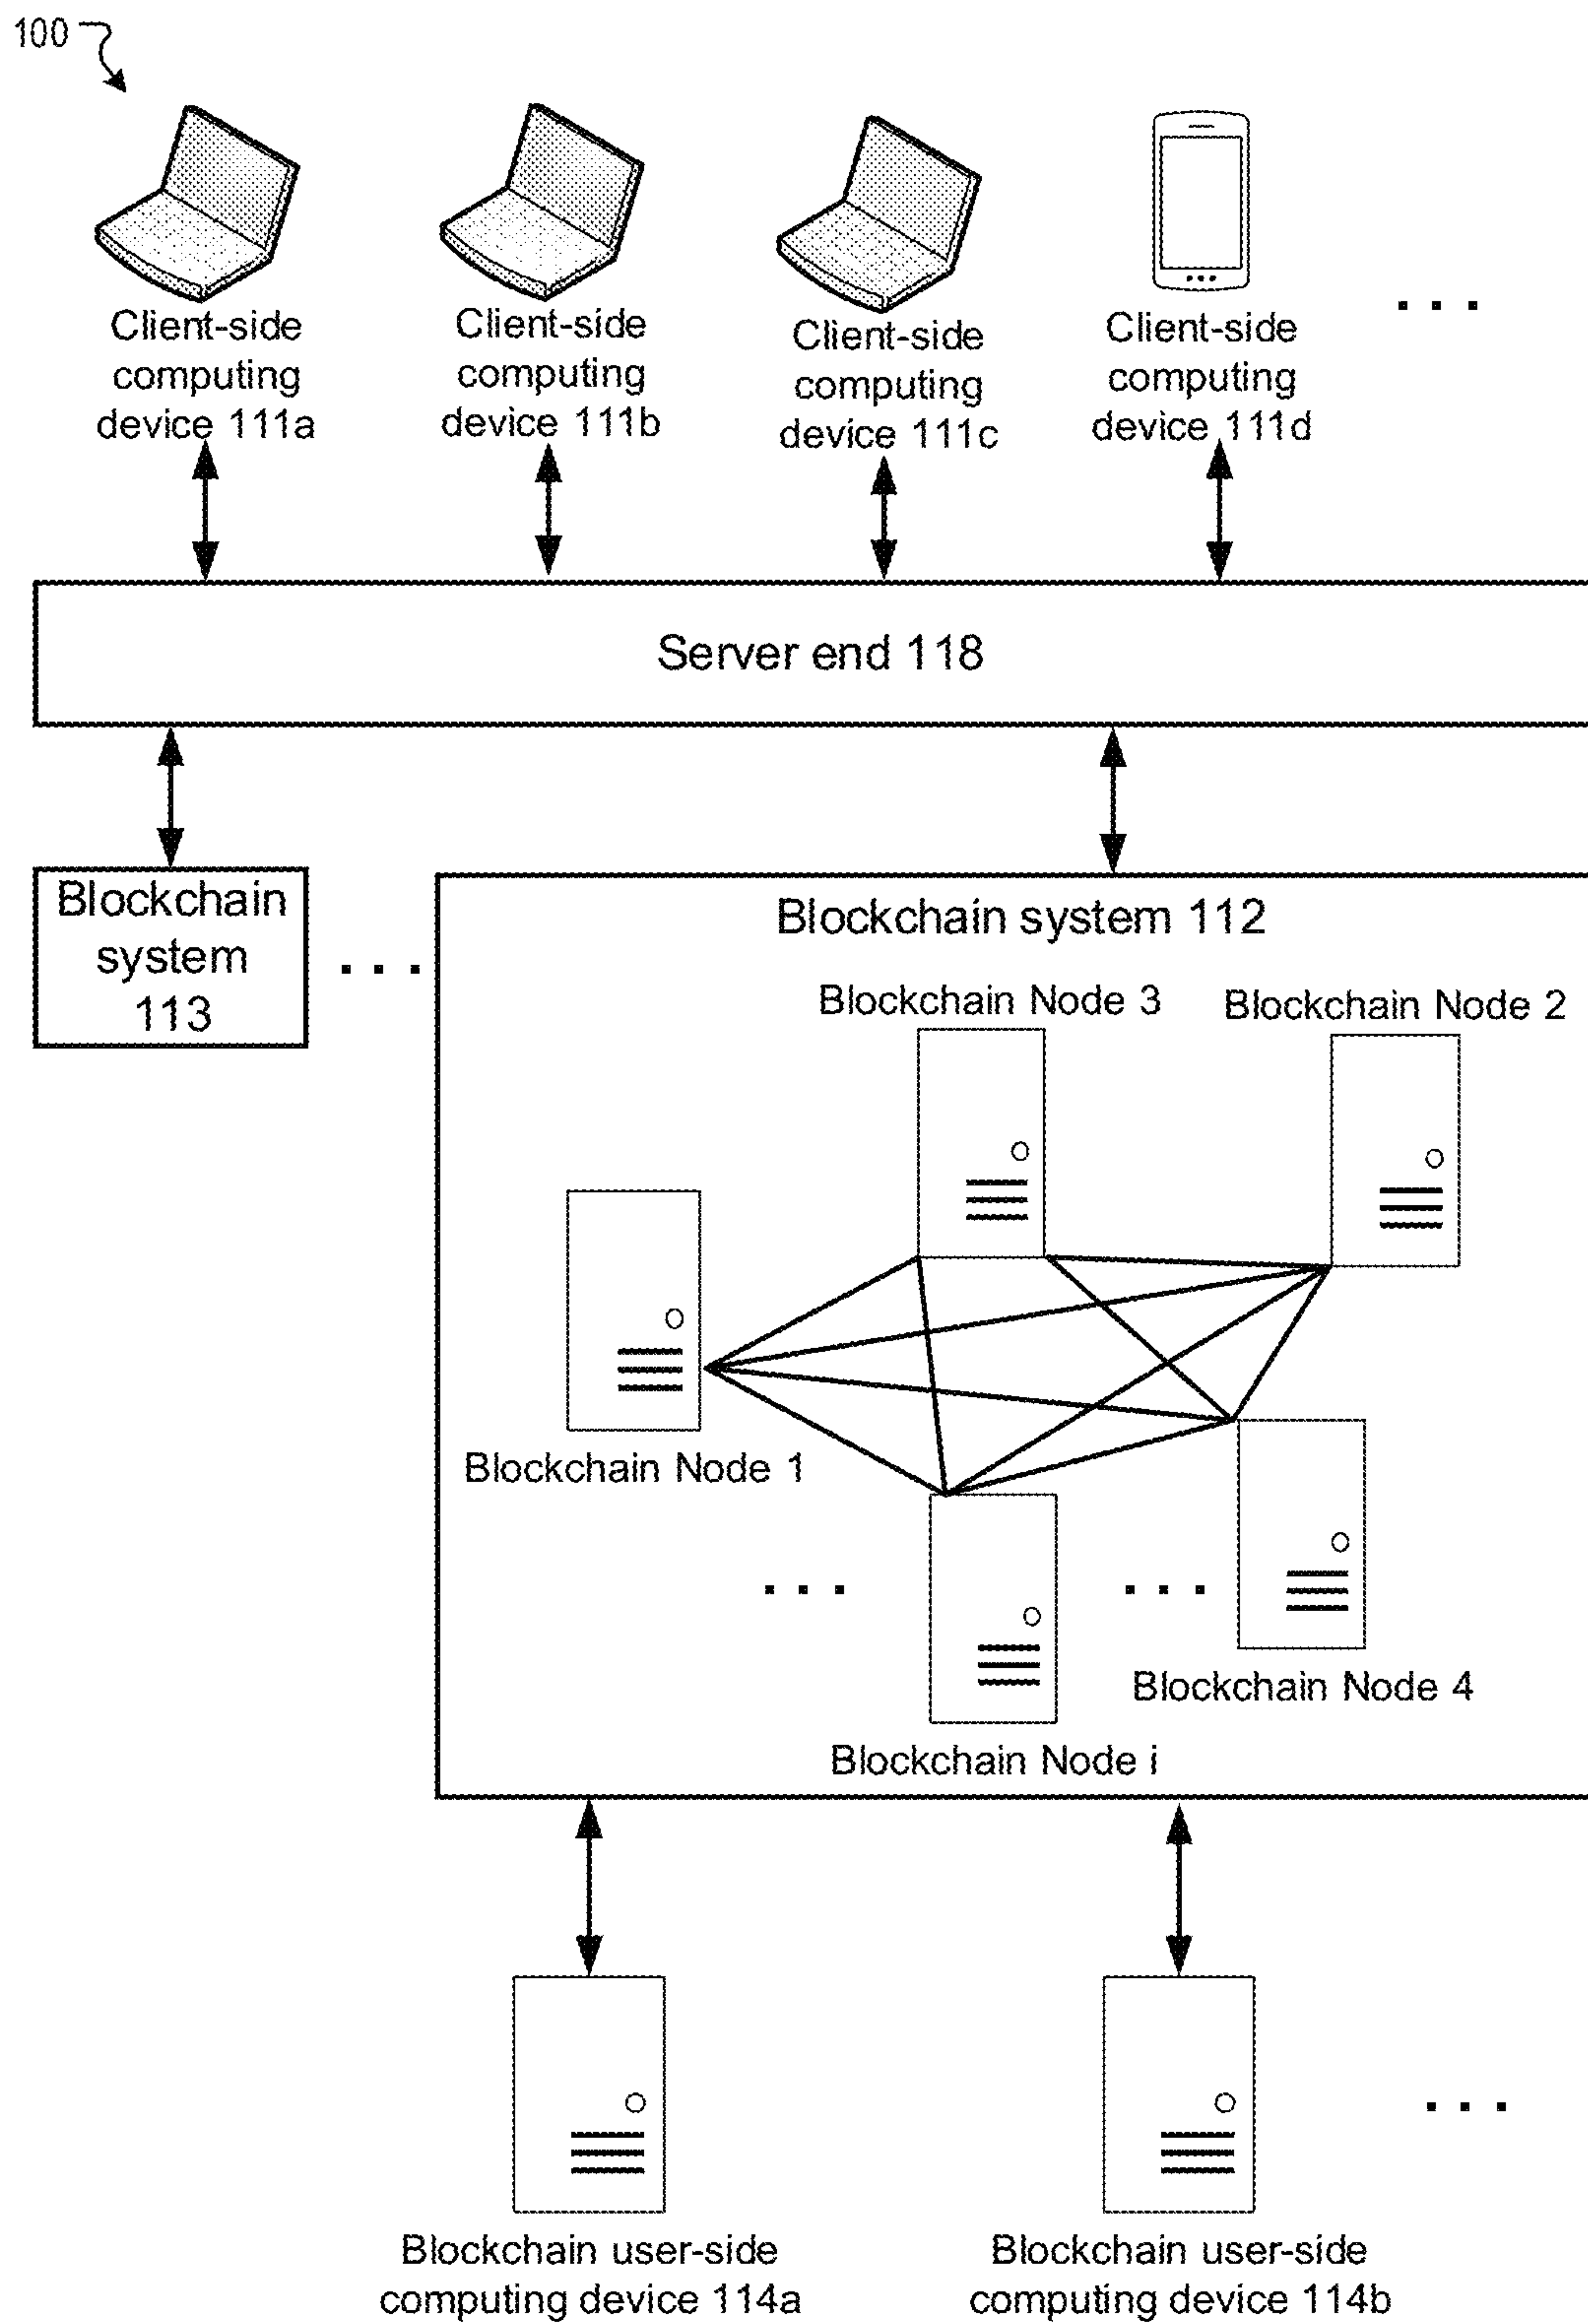 100
Client-side
computing
device 111a
Client-side
computing
device 111b
Client-side
computing
device 111c
Client-side
computing
device 111d
. . .
Server end 118
Blockchain
system
113
. . .
Blockchain system 112
Blockchain Node 3
Blockchain Node 2
Blockchain Node 1
. . .
. . .
Blockchain Node 4
Blockchain Node i
. . .
Blockchain user-side
computing device 114a
Blockchain user-side
computing device 114b